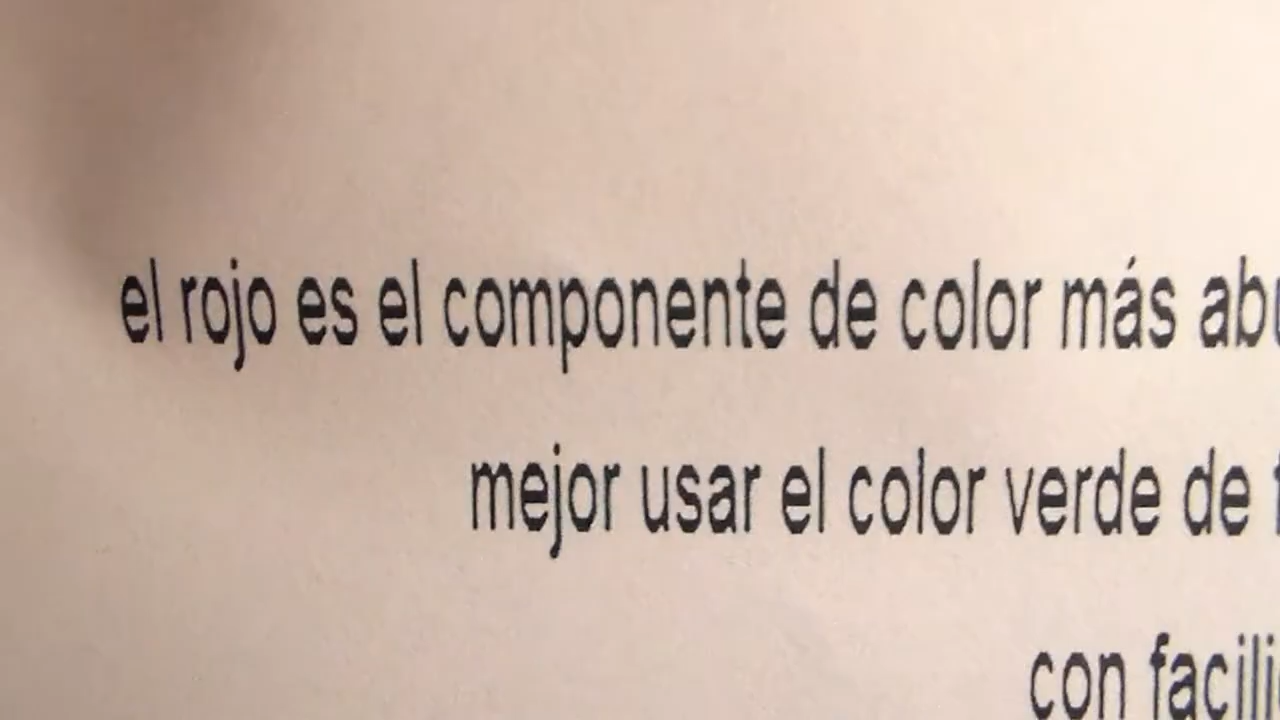 el rojo es el componente de color más
mejor usar el color verde de
con